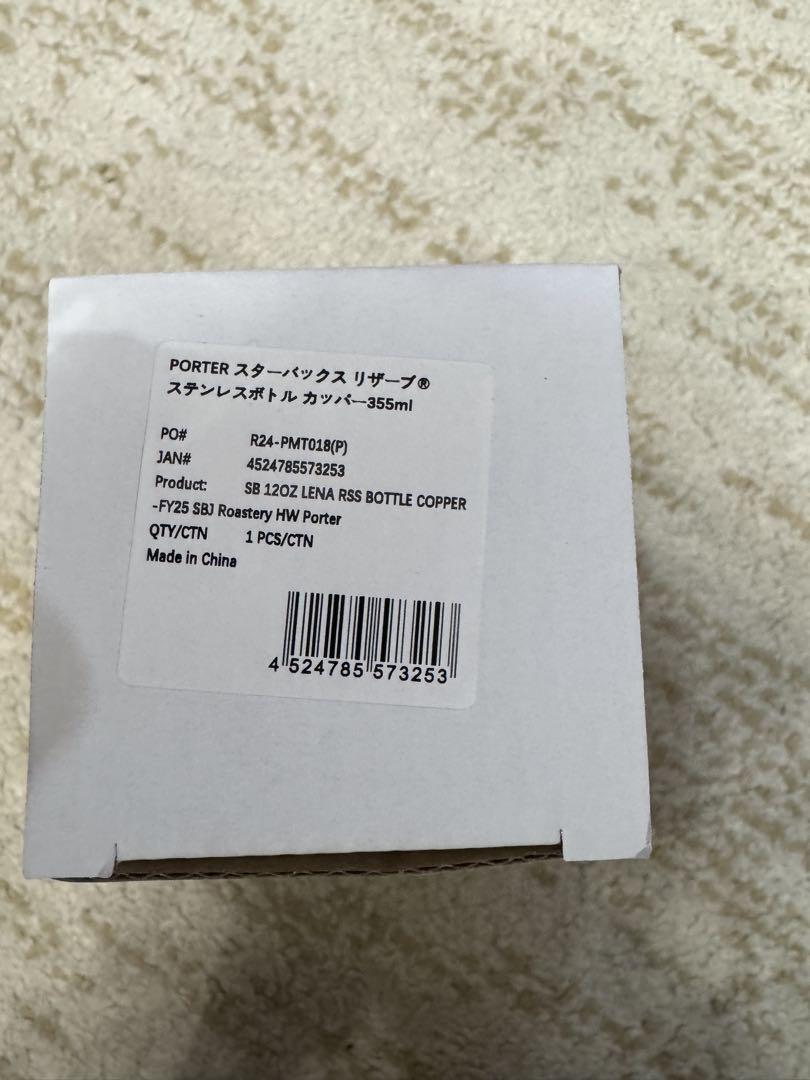 PORTER スターバックス リザーブ®
ステンレスボトル カッパー355ml
PO# R24-PMT018(P)
JAN# 4524785573253
Product: SB 12OZ LENA RSS BOTTLE COPPER
-FY25 SBJ Roastery HW Porter
QTY/CTN 1 PCS/CTN
Made in China
4 524785 573253